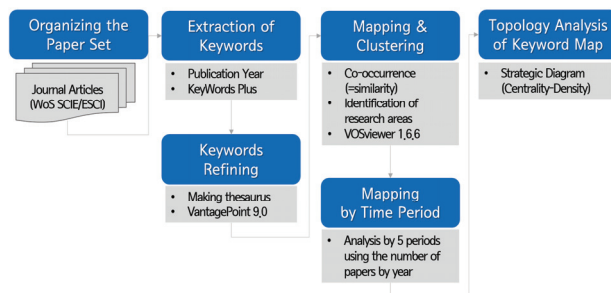 Organizing the
Paper Set
Journal Articles
(WoS SCIE/ESCI)
Extraction of
Keywords
• Publication Year
• KeyWords Plus
Keywords
Refining
• Making thesaurus
• VantagePoint 9.0
Mapping &
Clustering
• Co-occurrence
(=similarity)
• Identification of
research areas
• VOSviewer 1.6.6
Mapping
by Time Period
• Analysis by 5 periods
using the number of
papers by year
Topology Analysis
of Keyword Map
• Strategic Diagram
(Centrality-Density)